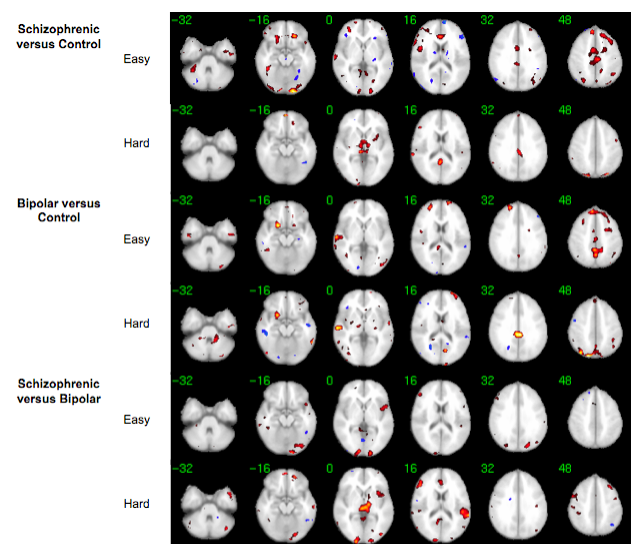 Schizophrenic
versus Control
Easy
-32 -16 0 16 32 48
Hard
-32 -16 0 16 32 48
Bipolar versus
Control
Easy
-32 -16 0 16 32 48
Hard
-32 -16 0 16 32 48
Schizophrenic
versus Bipolar
Easy
-32 -16 0 16 32 48
Hard
-32 -16 0 16 32 48